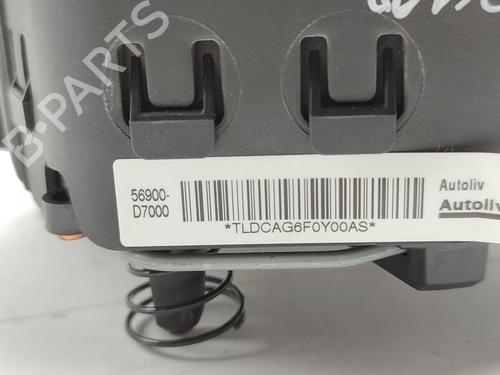 B-PARTS
56900-
D7000
*TLDCAG6F0Y00AS*
Autoliv
Autoliv